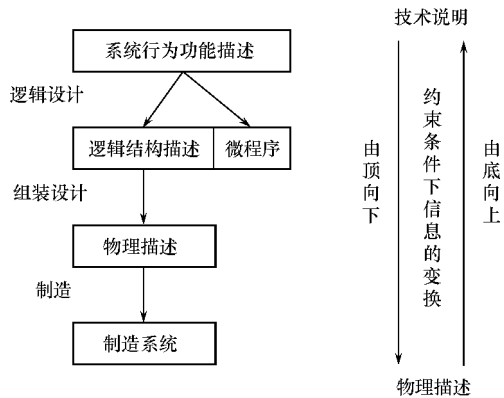 技术说明
系统行为功能描述
逻辑设计
逻辑结构描述
微程序
组装设计
物理描述
制造
制造系统
由顶向下
约束条件下信息的变换
由底向上
物理描述